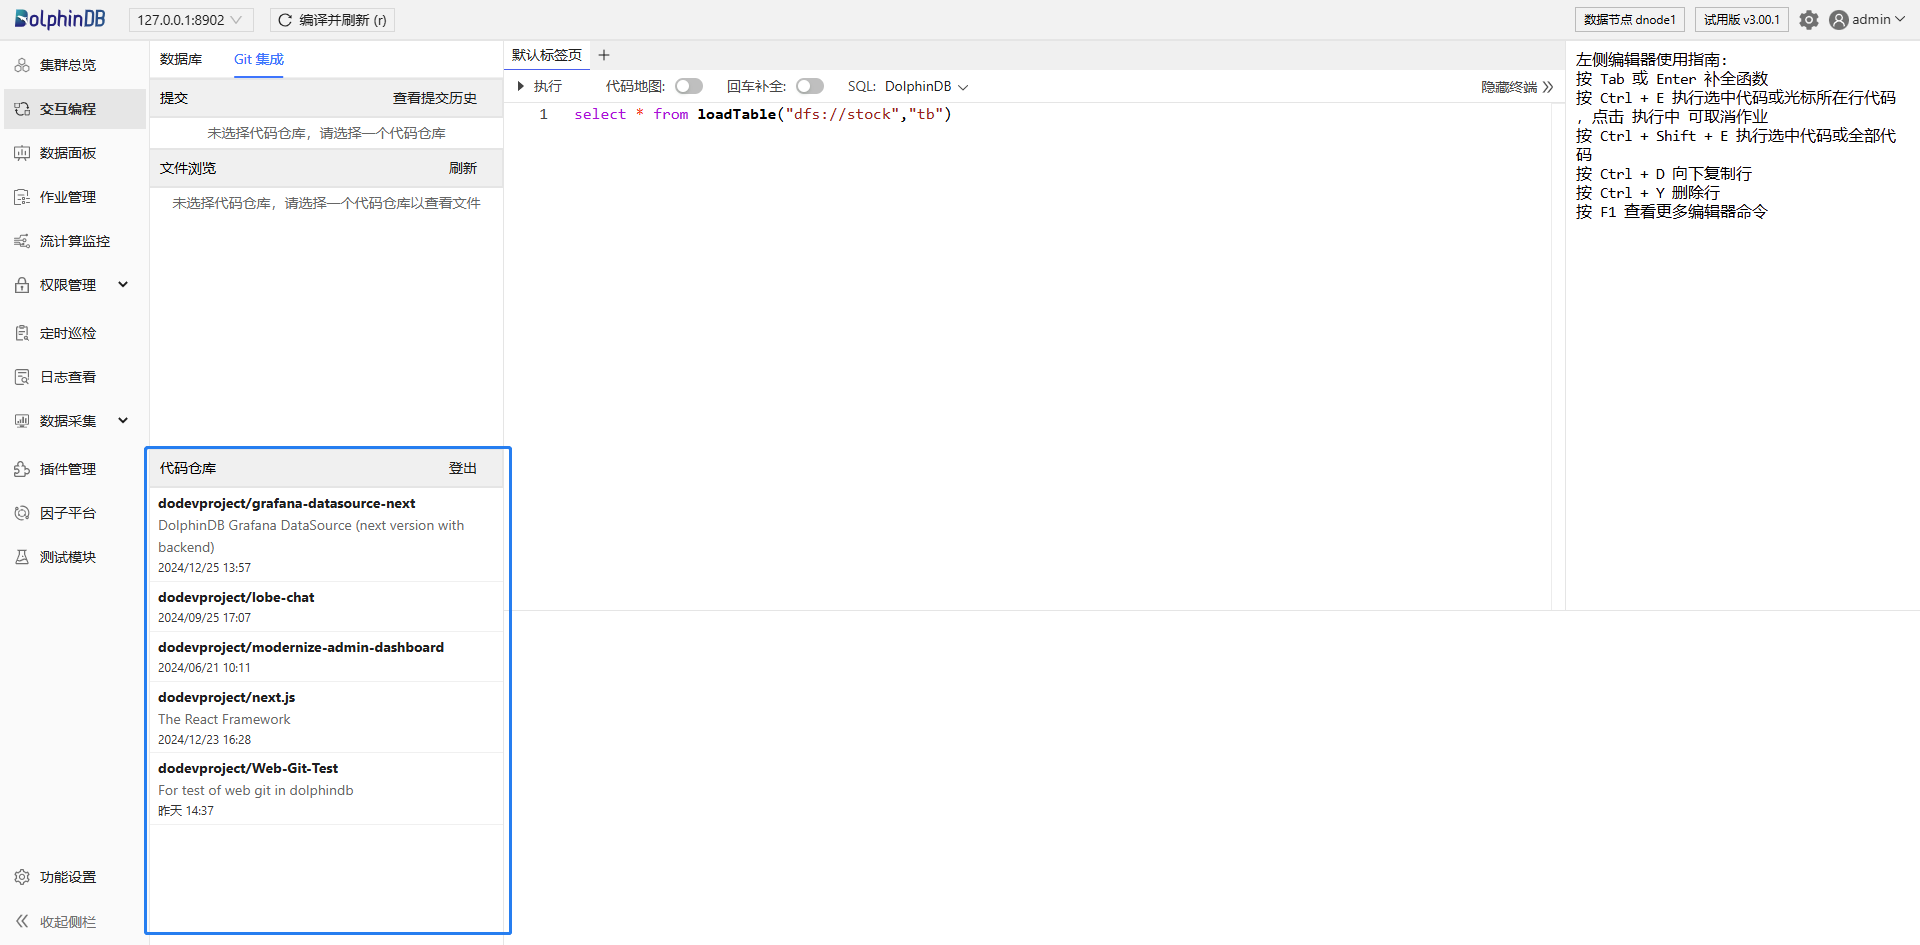 DolphinDB
127.0.0.1:8902
编译并刷新 (r)
数据节点 dnode1
试用版 v3.00.1
admin
集群总览
交互编程
数据面板
作业管理
流计算监控
权限管理
定时巡检
日志查看
数据采集
插件管理
因子平台
测试模块
功能设置
收起侧栏
数据库
Git 集成
提交
查看提交历史
未选择代码仓库，请选择一个代码仓库
文件浏览
刷新
未选择代码仓库，请选择一个代码仓库以查看文件
代码仓库
登出
dodevproject/grafana-datasource-next
DolphinDB Grafana DataSource (next version with
backend)
2024/12/25 13:57
dodevproject/lobe-chat
2024/09/25 17:07
dodevproject/modernize-admin-dashboard
2024/06/21 10:11
dodevproject/next.js
The React Framework
2024/12/23 16:28
dodevproject/Web-Git-Test
For test of web git in dolphindb
昨天 14:37
默认标签页
执行
代码地图:
回车补全:
SQL: DolphinDB
隐藏终端
1 select * from loadTable("dfs://stock","tb")
左侧编辑器使用指南:
按 Tab 或 Enter 补全函数
按 Ctrl + E 执行选中代码或光标所在行代码
, 点击 执行中 可取消作业
按 Ctrl + Shift + E 执行选中代码或全部代
码
按 Ctrl + D 向下复制行
按 Ctrl + Y 删除行
按 F1 查看更多编辑器命令